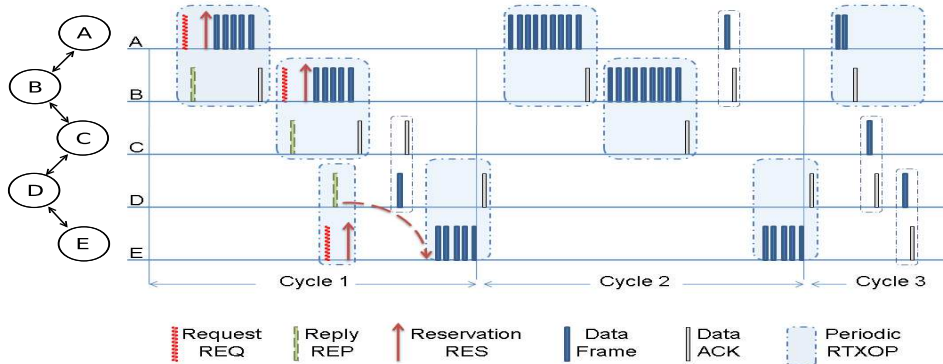 A
B
C
D
E
A
B
C
D
E
Cycle 1
Cycle 2
Cycle 3
Request
REQ
Reply
REP
Reservation
RES
Data
Frame
Data
ACK
Periodic
RTXOP